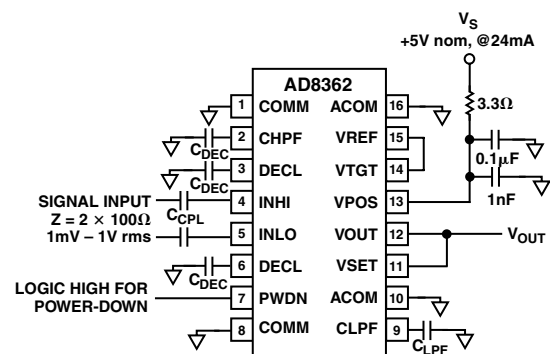 V_S
+5V nom, @24mA
AD8362
1 COMM ACOM 16
3.3Ω
2 CHPF VREF 15
C_DEC
0.1µF
3 DECL VTGT 14
C_DEC
SIGNAL INPUT
4 INHI VPOS 13
1nF
Z = 2 × 100Ω
C_CPL
1mV – 1V rms
5 INLO VOUT 12
V_OUT
6 DECL VSET 11
C_DEC
LOGIC HIGH FOR
POWER-DOWN
7 PWDN ACOM 10
8 COMM CLPF 9
C_LPF